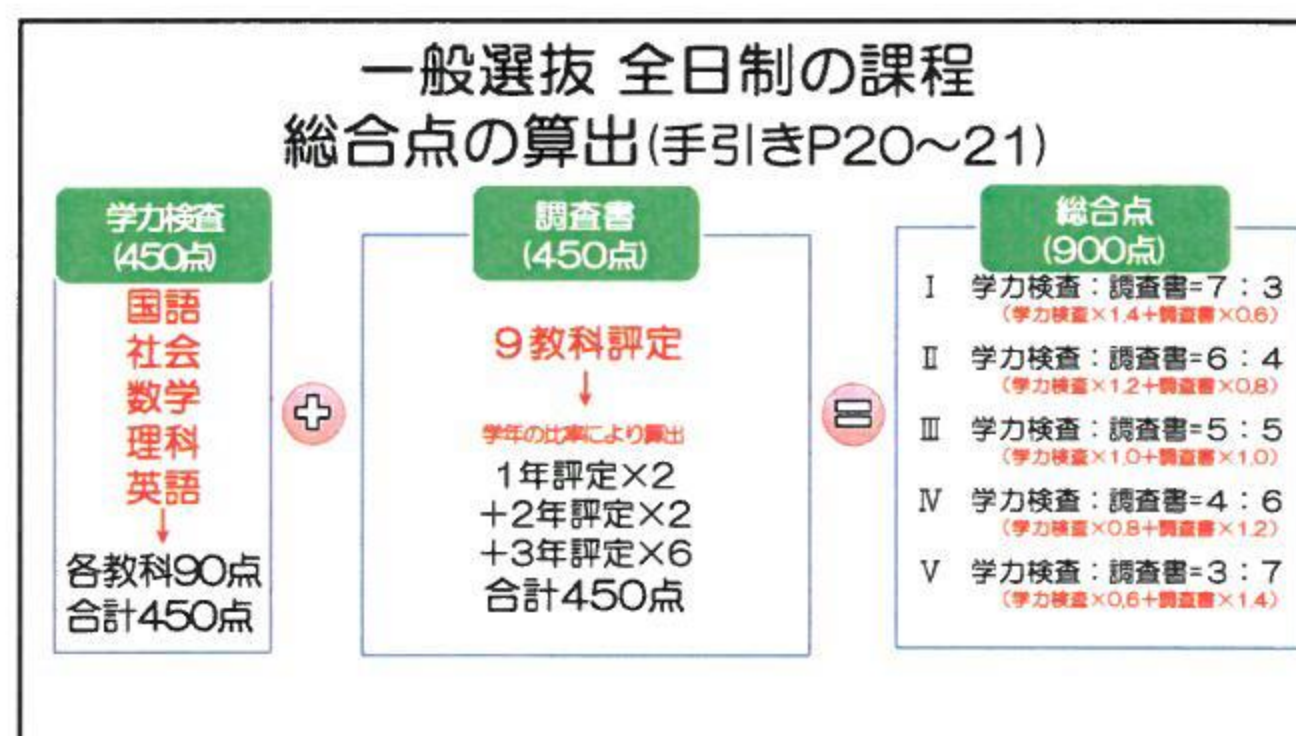 一般選抜 全日制の課程
総合点の算出(手引きP20～21)
学力検査
(450点)
国語
社会
数学
理科
英語
↓
各教科90点
合計450点
+
調査書
(450点)
9教科評定
↓
学年の比率により算出
1年評定×2
+2年評定×2
+3年評定×6
合計450点
=
総合点
(900点)
Ⅰ 学力検査：調査書=7：3
(学力検査×1.4+調査書×0.6)
Ⅱ 学力検査：調査書=6：4
(学力検査×1.2+調査書×0.8)
Ⅲ 学力検査：調査書=5：5
(学力検査×1.0+調査書×1.0)
Ⅳ 学力検査：調査書=4：6
(学力検査×0.8+調査書×1.2)
Ⅴ 学力検査：調査書=3：7
(学力検査×0.6+調査書×1.4)